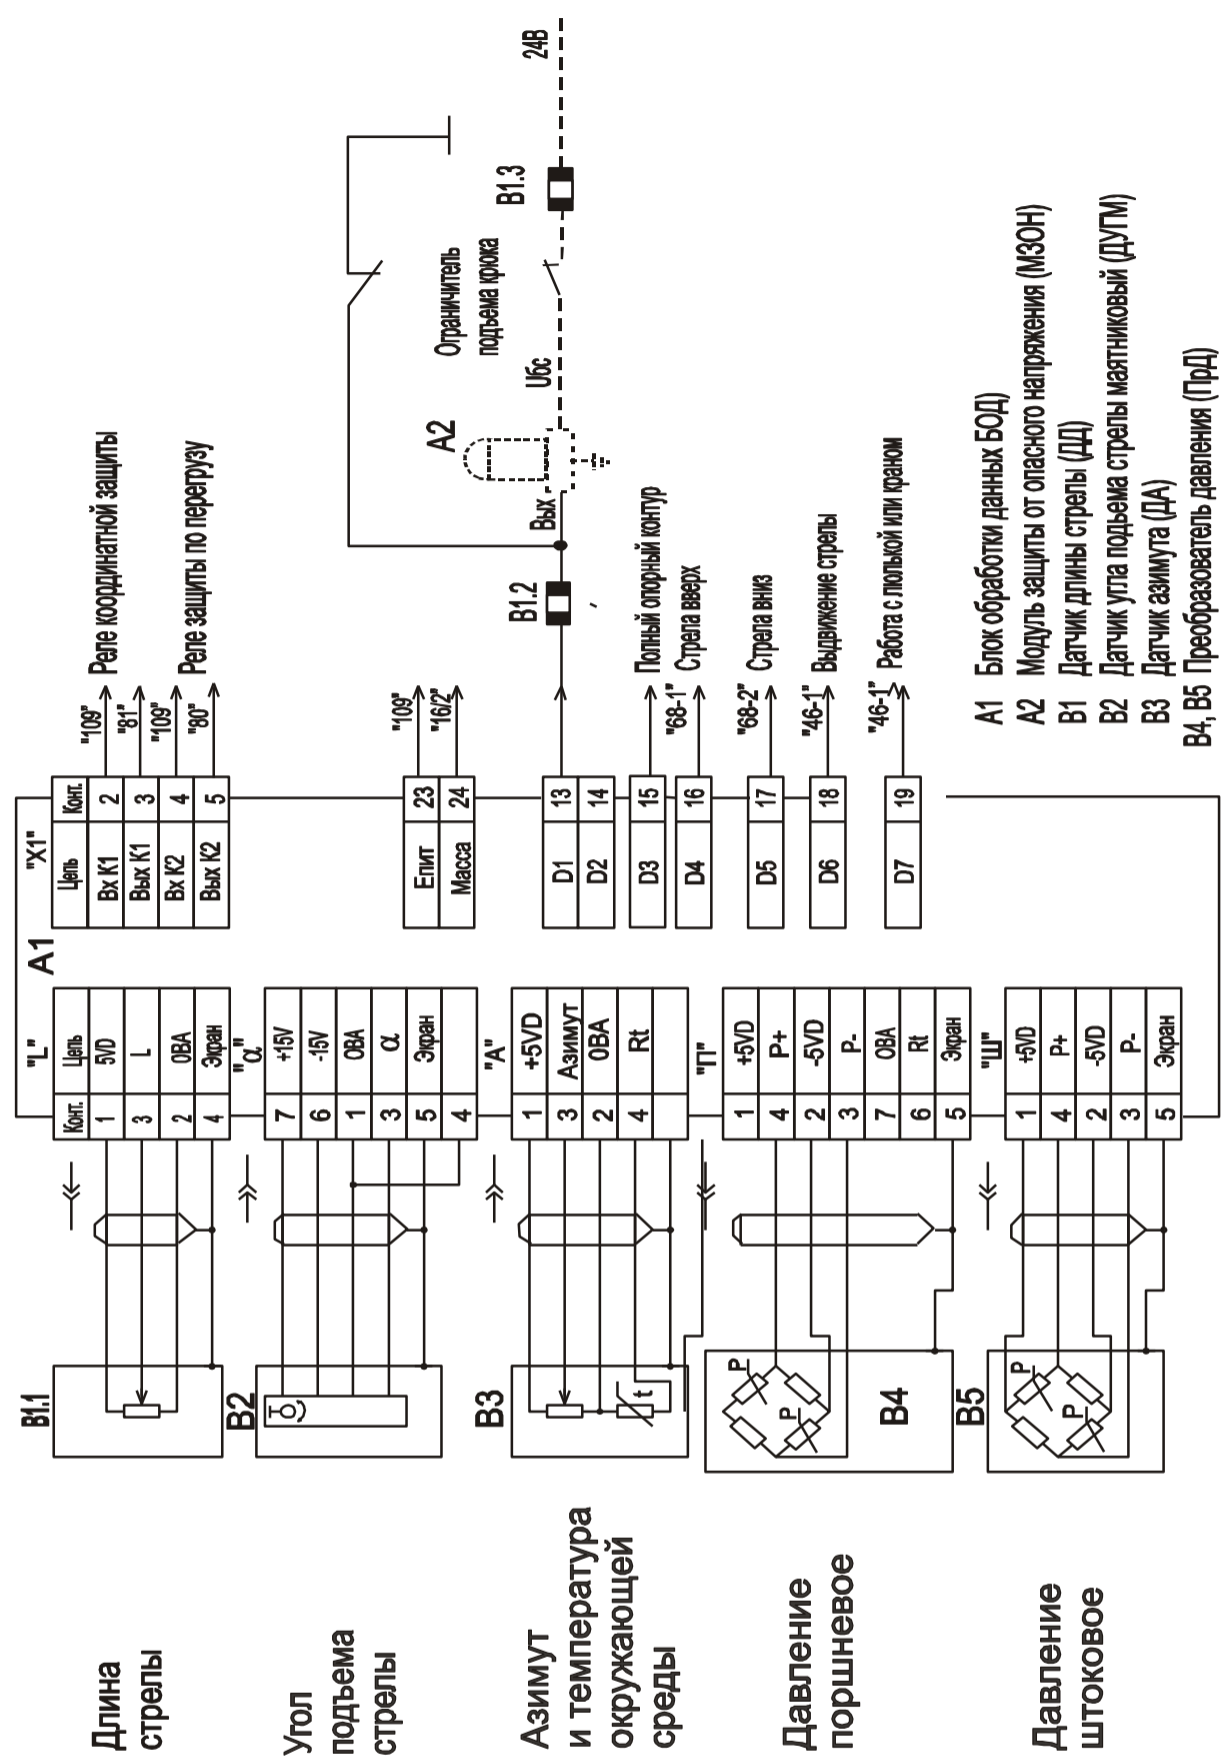 Длина
стрелы
Угол
подъема
стрелы
Азимут
и температура
окружающей
среды
Давление
поршневое
Давление
штоковое
B1.1
B2
B3
t
B4
P
P
B5
P
P
A1
"L"
Конт. Цепь
1 5VD
3 L
2 0BA
4 Экран
"α"
7 +15V
6 -15V
1 0BA
3 α
5 Экран
4
"A"
1 +5VD
3 Азимут
2 0BA
4 Rt
"П"
1 +5VD
4 P+
2 -5VD
3 P-
7 0BA
6 Rt
5 Экран
"Ш"
1 +5VD
4 P+
2 -5VD
3 P-
5 Экран
"X1"
Цепь Конт.
Вх К1 2 "109"
Вых К1 3 "81"
Вх К2 4 "109"
Вых К2 5 "80"
Реле координатной защиты
Реле защиты по перегрузу
Епит 23 "109"
Масса 24 "16/2"
D1 13
D2 14
D3 15 Полный опорный контур
D4 16 "68-1" Стрела вверх
D5 17 "68-2" Стрела вниз
D6 18 "46-1" Выдвижение стрелы
D7 19 "46-1" Работа с люлькой или краном
B1.2
Вых
A2
Uбс
Ограничитель
подъема крюка
B1.3
24В
A1 Блок обработки данных БОД)
A2 Модуль защиты от опасного напряжения (МЗОН)
B1 Датчик длины стрелы (ДД)
B2 Датчик угла подьема стрелы маятниковый (ДУГМ)
B3 Датчик азимута (ДА)
B4, B5 Преобразователь давления (ПрД)